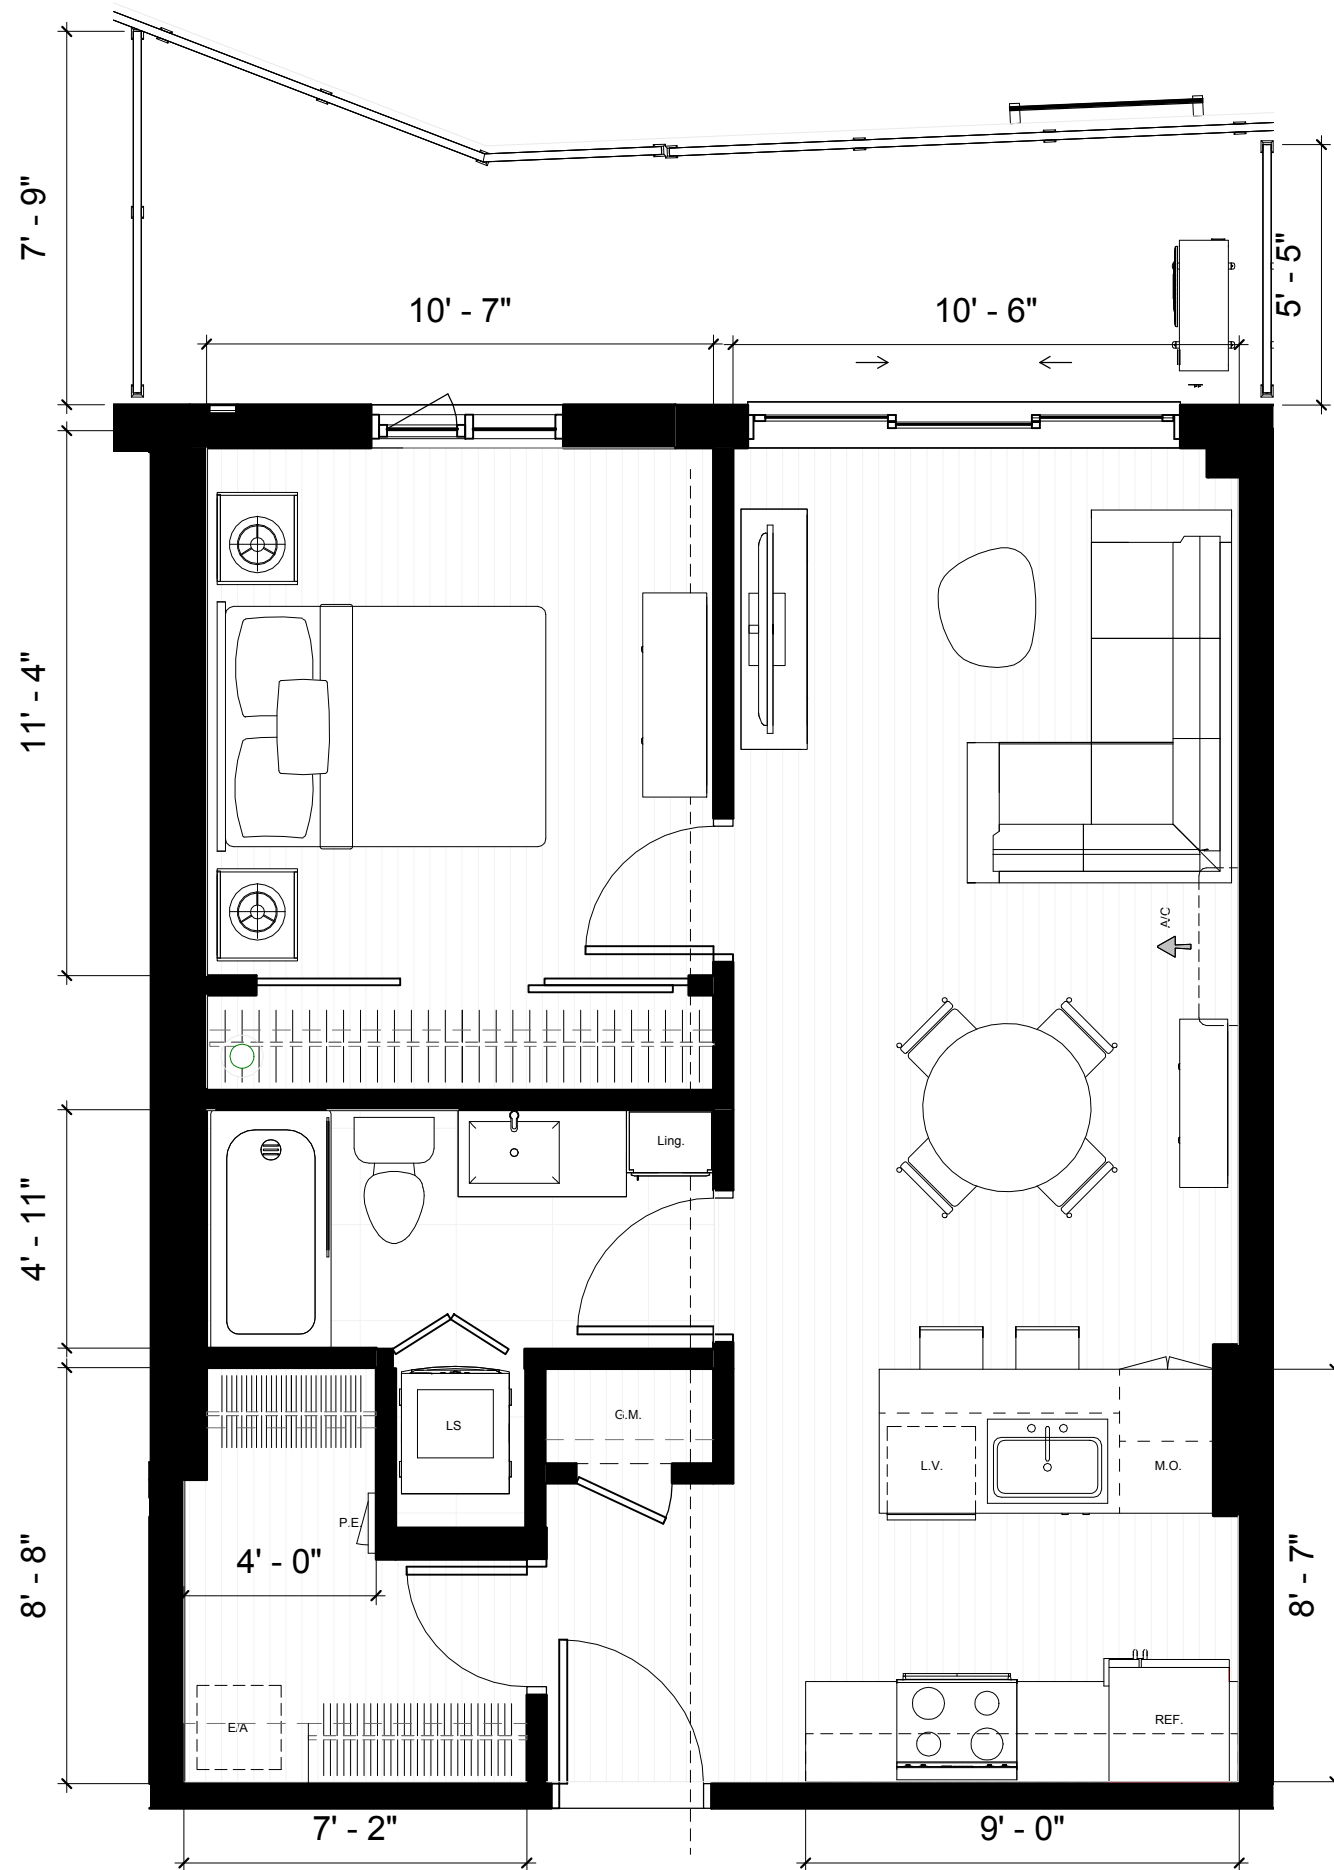 7' - 9"
5' - 5"
10' - 7"
10' - 6"
11' - 4"
A/C
4' - 11"
Ling.
LS
G.M.
L.V.
M.O.
P.E.
4' - 0"
8' - 8"
8' - 7"
E/A
REF.
7' - 2"
9' - 0"